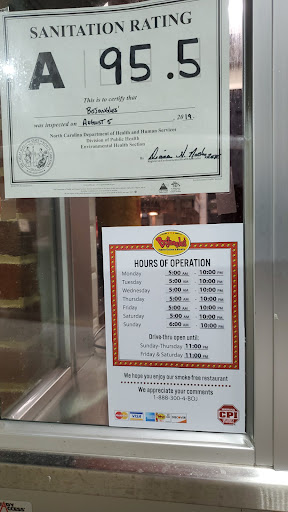 SANITATION RATING
A 95.5
This is to certify that
Bojangles'
was inspected on August 5 2019
North Carolina Department of Health and Human Services
Division of Public Health
Environmental Health Section
By
HOURS OF OPERATION
Monday 5:00 AM 10:00 PM
Tuesday 5:00 AM 10:00 PM
Wednesday 5:00 AM 10:00 PM
Thursday 5:00 AM 10:00 PM
Friday 5:00 AM 10:00 PM
Saturday 5:00 AM 10:00 PM
Sunday 6:00 AM 10:00 PM
Drive-thru open until:
Sunday-Thursday 11:00 PM
Friday & Saturday 11:00 PM
We hope you enjoy our smoke-free restaurant
We appreciate your comments
1-888-300-4-BOJ
VISA
CPI